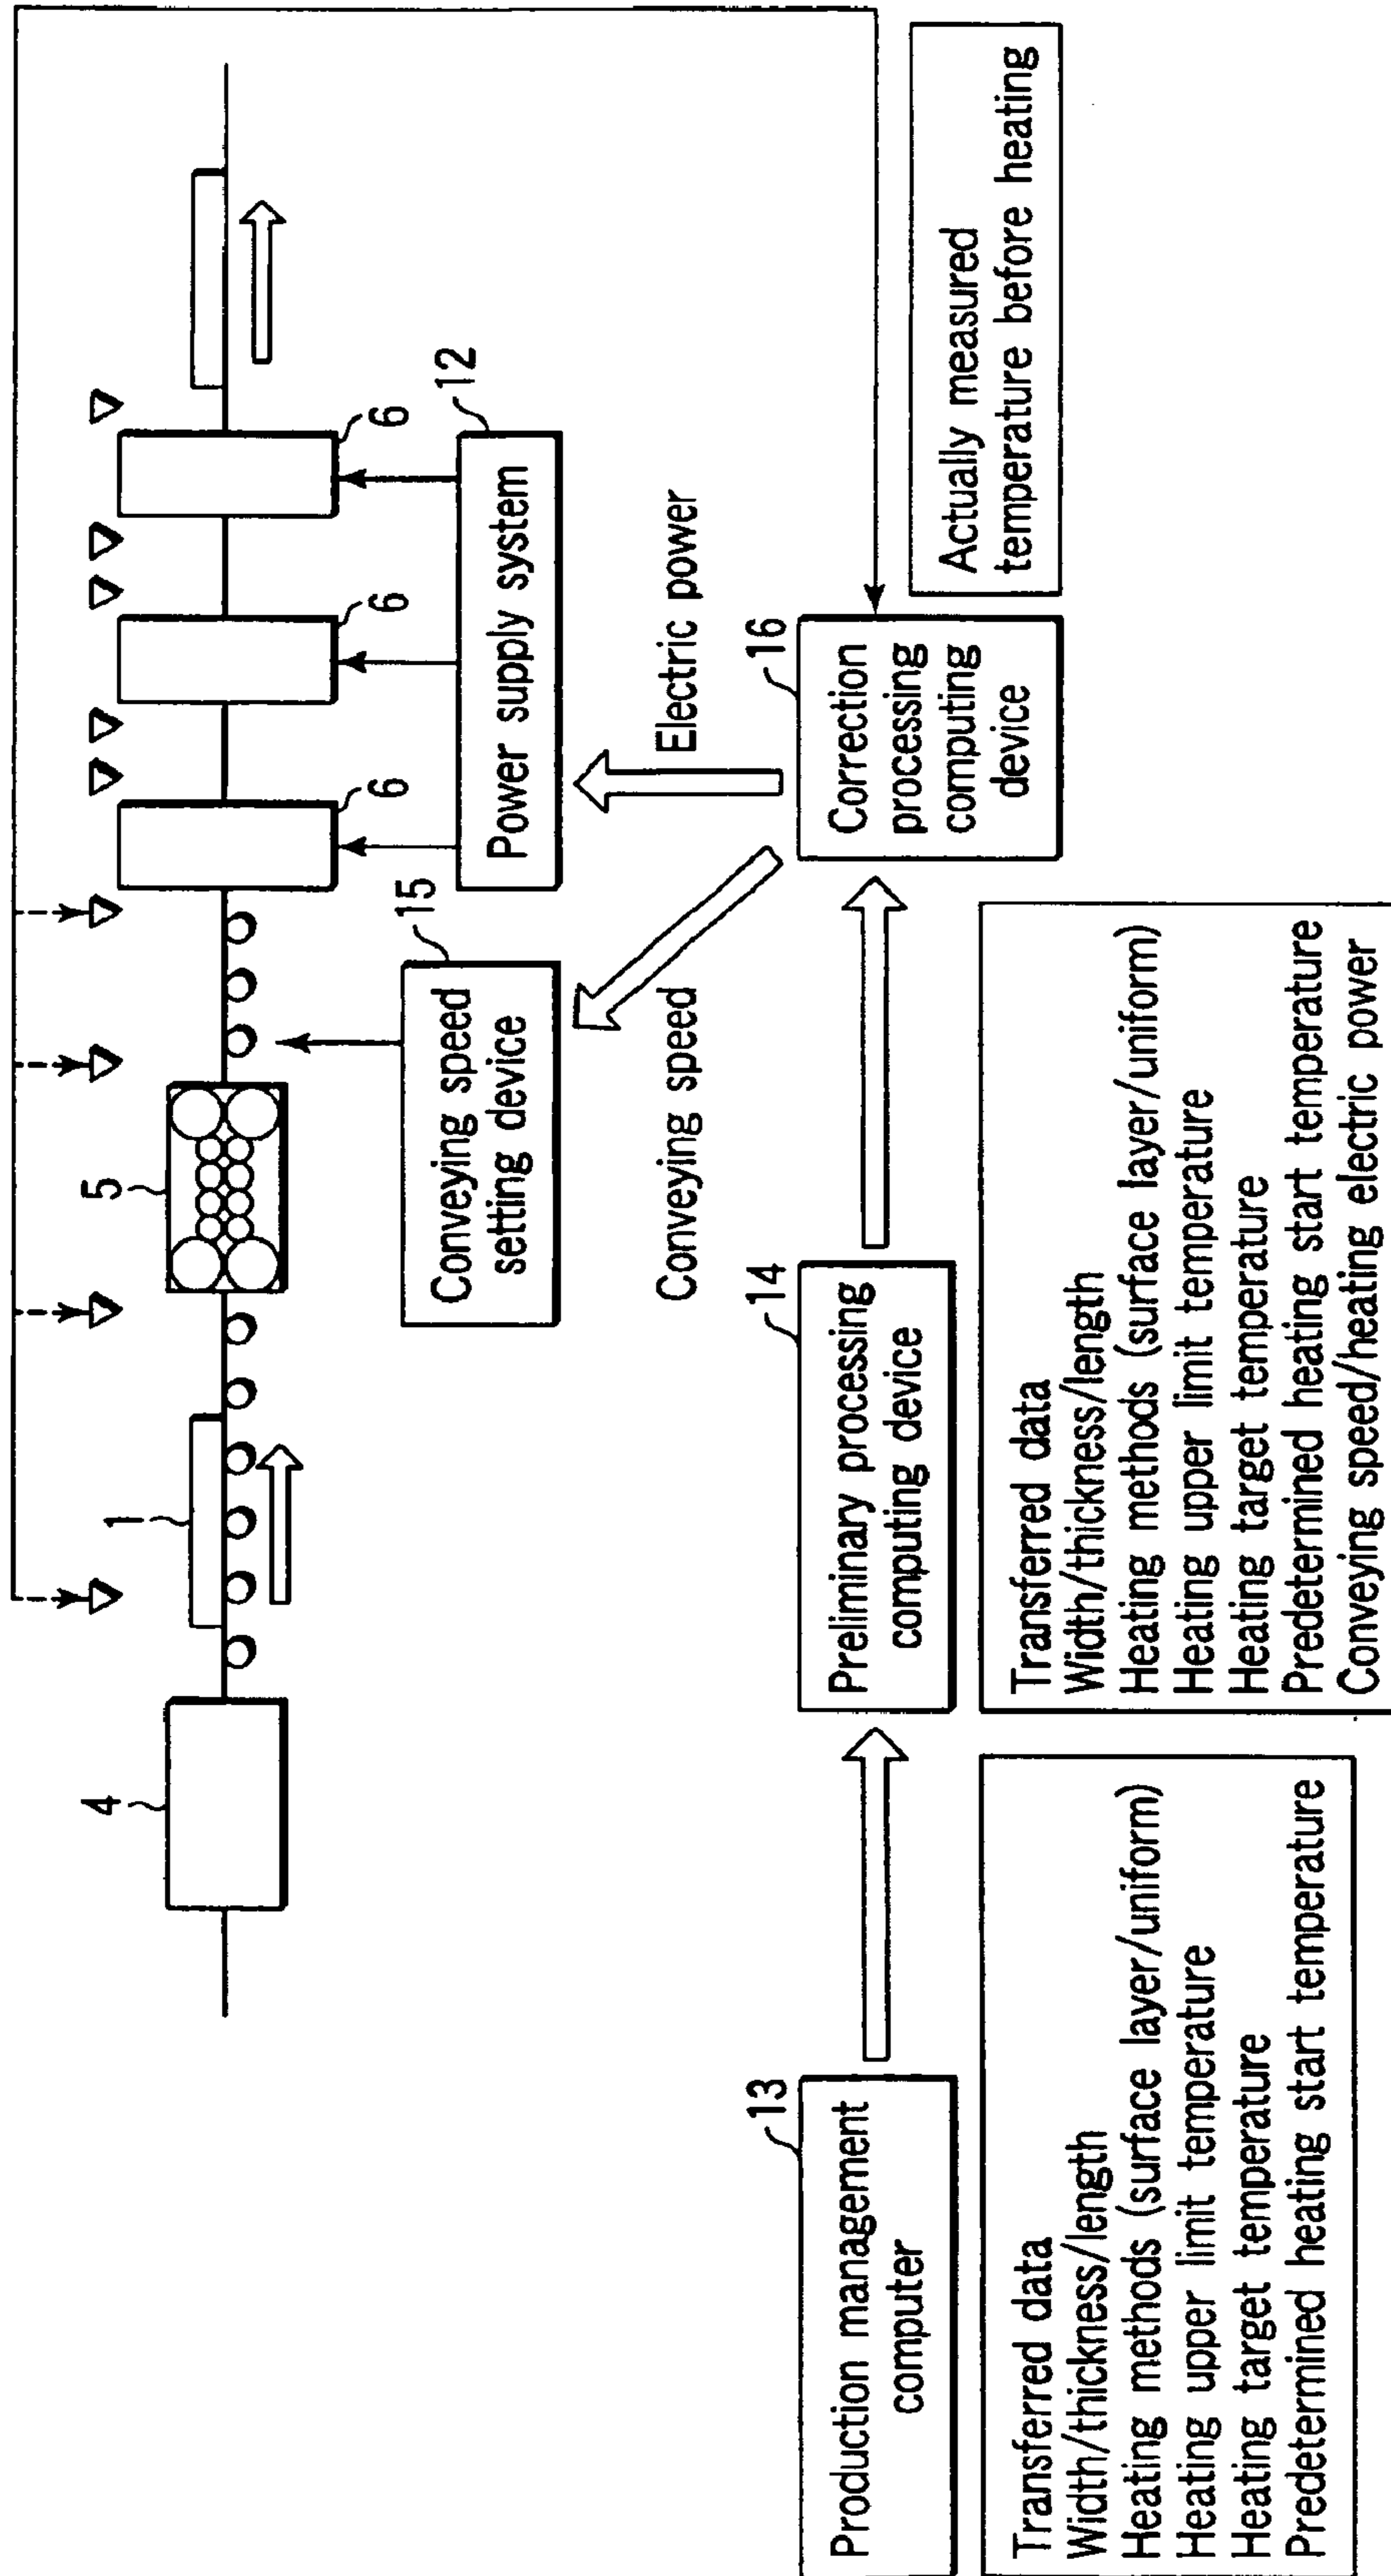 4
1
5
6
6
6
15
Conveying speed
setting device
12
Power supply system
Conveying speed
Electric power
13
Production management
computer
14
Preliminary processing
computing device
16
Correction
processing
computing
device
Transferred data
Width/thickness/length
Heating methods (surface layer/uniform)
Heating upper limit temperature
Heating target temperature
Predetermined heating start temperature
Transferred data
Width/thickness/length
Heating methods (surface layer/uniform)
Heating upper limit temperature
Heating target temperature
Predetermined heating start temperature
Conveying speed/heating electric power
Actually measured
temperature before heating